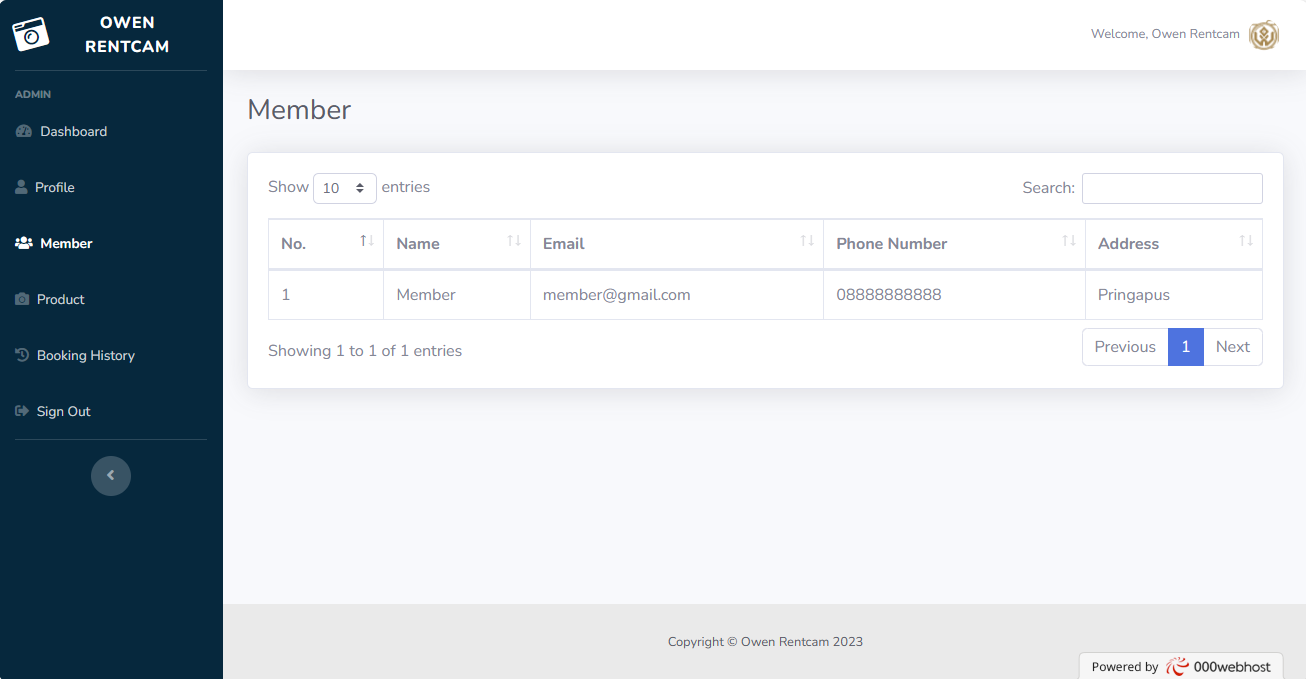 OWEN
RENTCAM
Welcome, Owen Rentcam
ADMIN
Dashboard
Profile
Member
Product
Booking History
Sign Out
Member
Show 10 entries
Search:
No. Name Email Phone Number Address
1 Member member@gmail.com 08888888888 Pringapus
Showing 1 to 1 of 1 entries
Previous 1 Next
Copyright © Owen Rentcam 2023
Powered by 000webhost